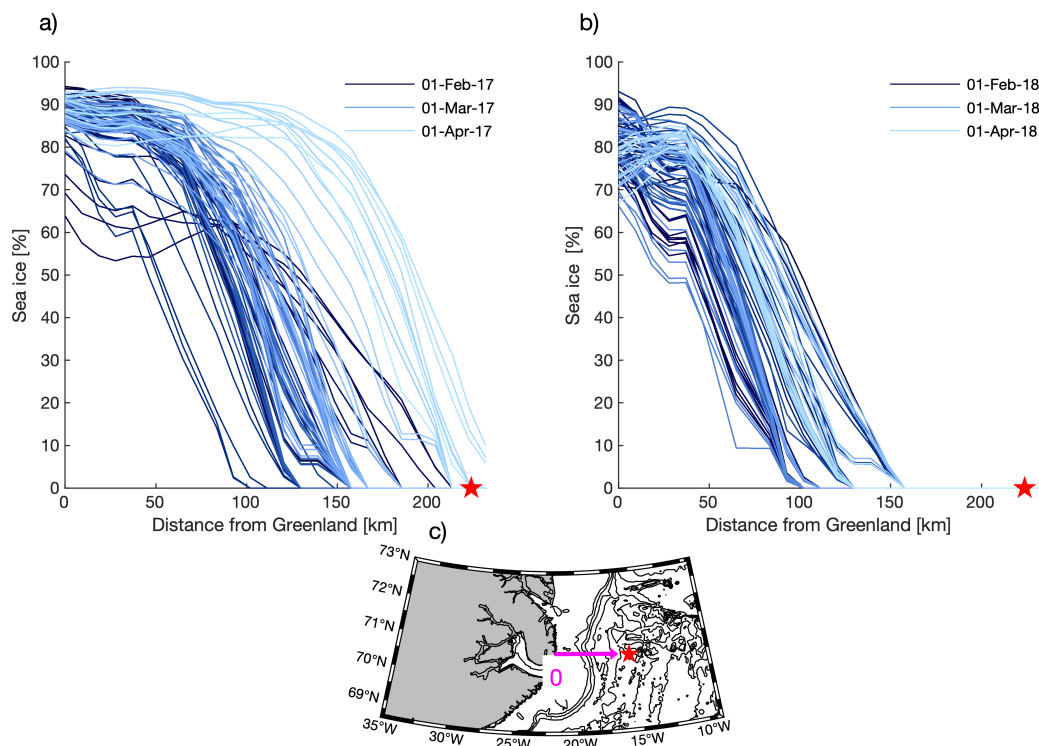 a)
100
90
80
70
60
50
40
30
20
10
0
Sea ice [%]
01-Feb-17
01-Mar-17
01-Apr-17
0 50 100 150 200
Distance from Greenland [km]
b)
100
90
80
70
60
50
40
30
20
10
0
Sea ice [%]
01-Feb-18
01-Mar-18
01-Apr-18
0 50 100 150 200
Distance from Greenland [km]
c)
73°N
72°N
71°N
70°N
69°N
0
35°W 30°W 25°W 20°W 15°W 10°W